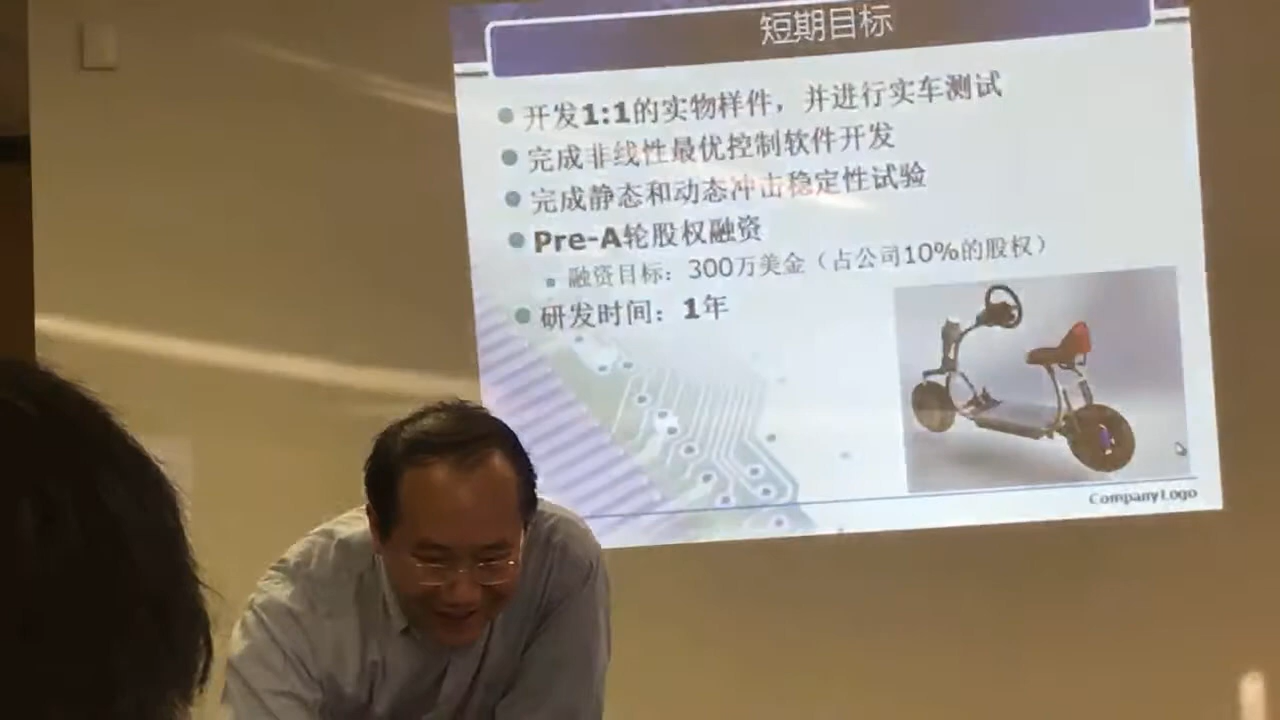 短期目标
开发1:1的实物样件，并进行实车测试
完成非线性最优控制软件开发
完成静态和动态冲击稳定性试验
Pre-A轮股权融资
融资目标：300万美金（占公司10%的股权）
研发时间：1年
Company Logo